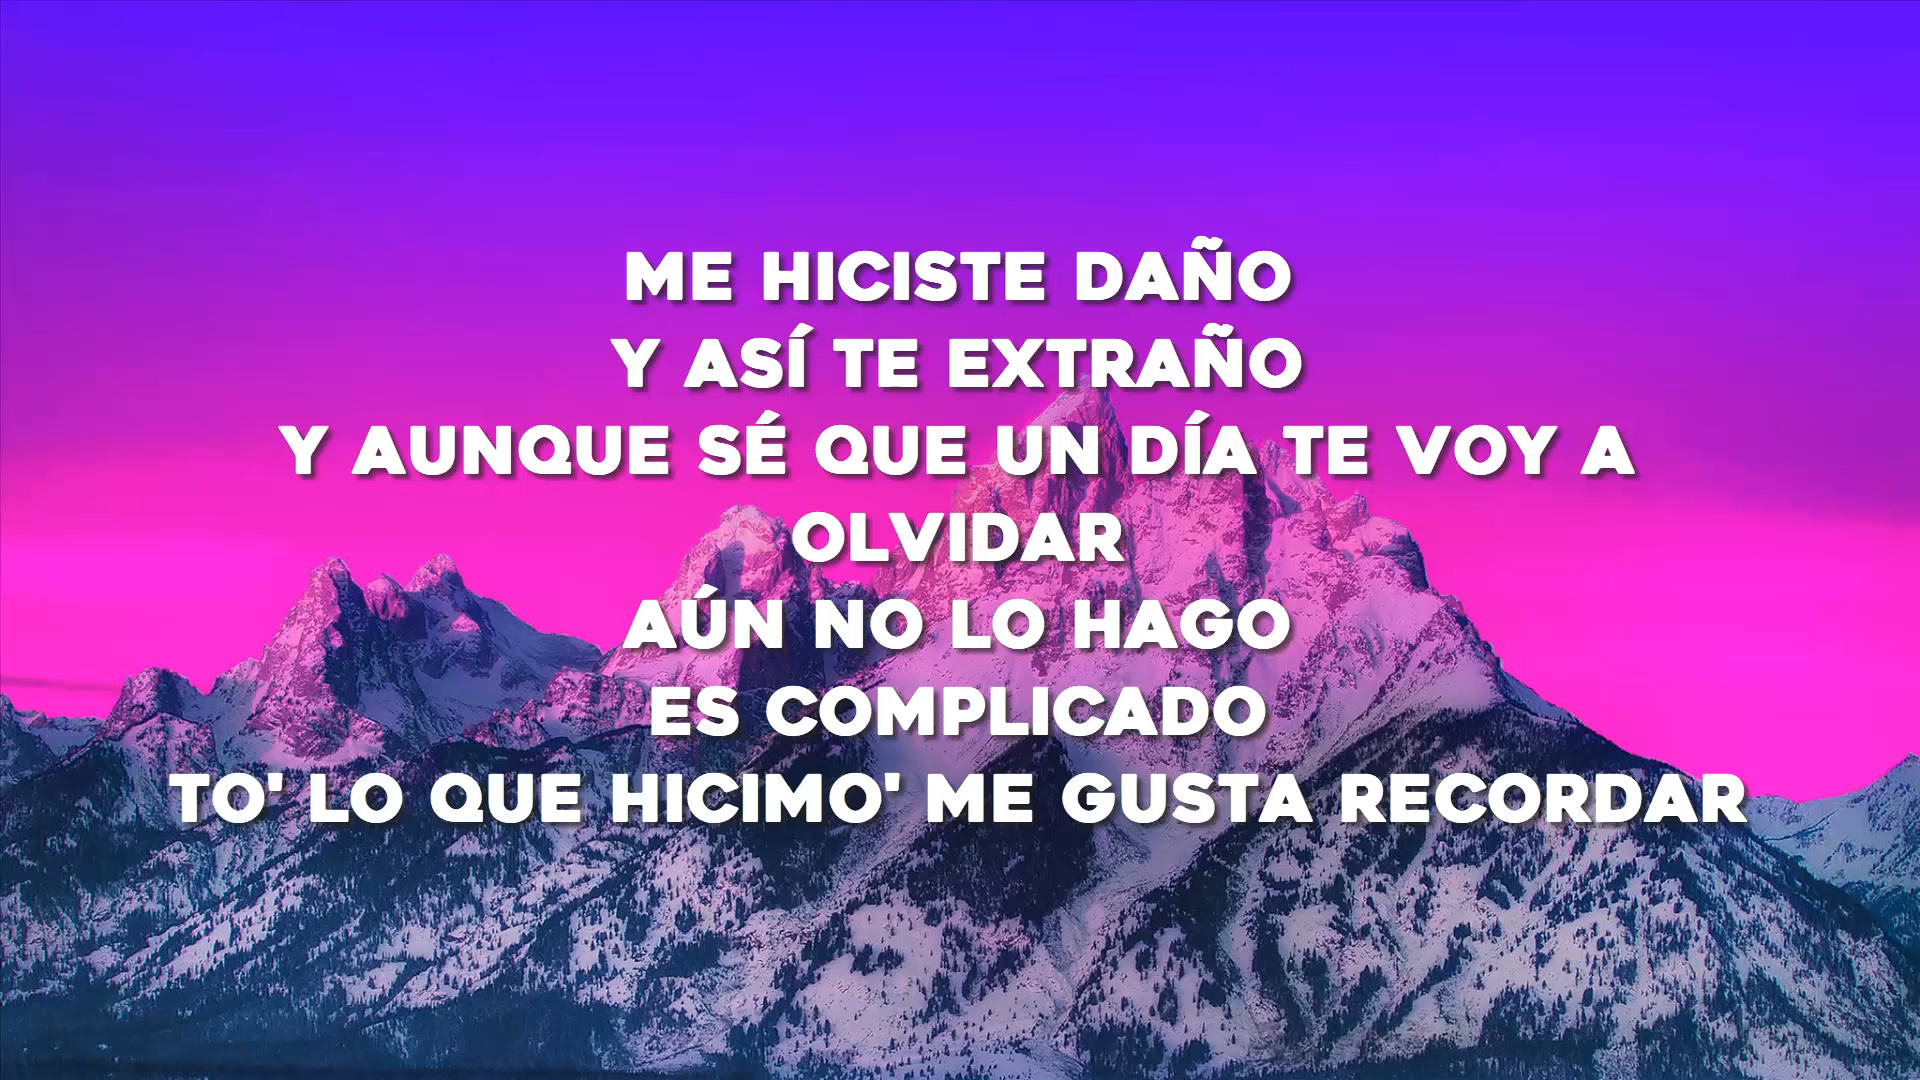 ME HICISTE DAÑO
Y ASÍ TE EXTRAÑO
Y AUNQUE SÉ QUE UN DÍA TE VOY A
OLVIDAR
AÚN NO LO HAGO
ES COMPLICADO
TO' LO QUE HICIMO' ME GUSTA RECORDAR